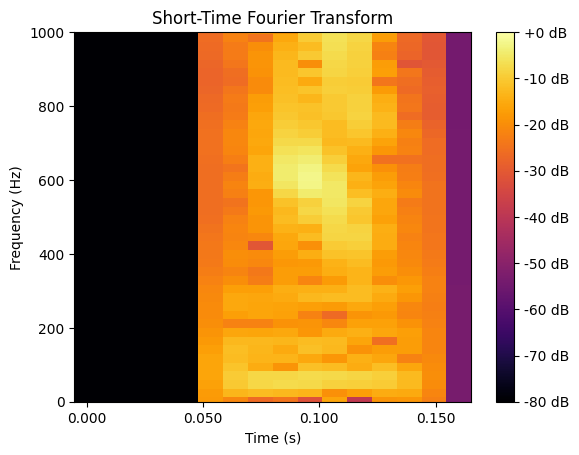 Short-Time Fourier Transform
1000
800
600
400
200
0
Frequency (Hz)
0.000
0.050
0.100
0.150
Time (s)
+0 dB
-10 dB
-20 dB
-30 dB
-40 dB
-50 dB
-60 dB
-70 dB
-80 dB